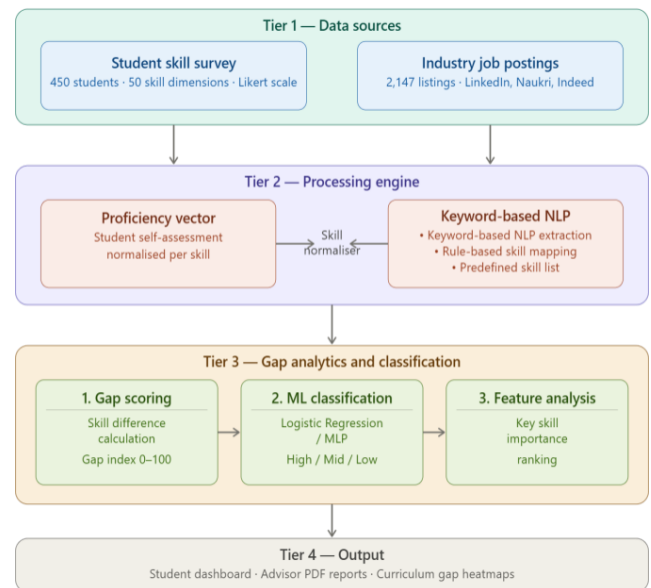 Tier 1 — Data sources
Student skill survey
450 students · 50 skill dimensions · Likert scale
Industry job postings
2,147 listings · LinkedIn, Naukri, Indeed
Tier 2 — Processing engine
Proficiency vector
Student self-assessment
normalised per skill
Skill
normaliser
Keyword-based NLP
• Keyword-based NLP extraction
• Rule-based skill mapping
• Predefined skill list
Tier 3 — Gap analytics and classification
1. Gap scoring
Skill difference
calculation
Gap index 0–100
2. ML classification
Logistic Regression
/ MLP
High / Mid / Low
3. Feature analysis
Key skill
importance
ranking
Tier 4 — Output
Student dashboard · Advisor PDF reports · Curriculum gap heatmaps